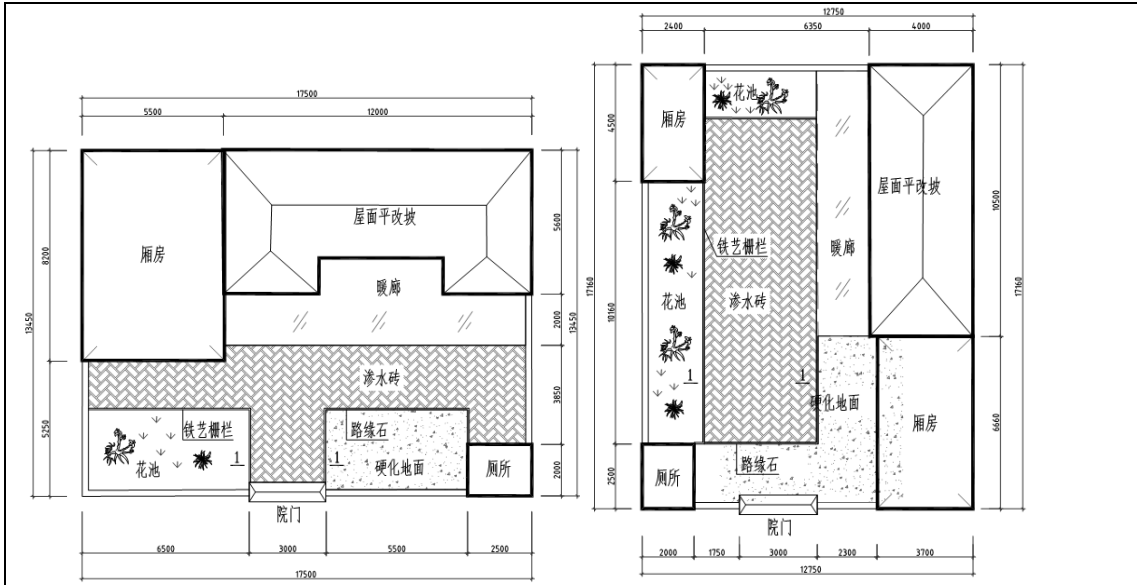 17500
5500
12000
屋面平改坡
厢房
暖廊
渗水砖
铁艺栅栏
花池
1
1
路缘石
硬化地面
厕所
院门
8200
5250
13450
5600
2000
3850
2000
13450
6500
3000
5500
2500
17500
12750
2400
6350
4000
花池
厢房
屋面平改坡
铁艺栅栏
暖廊
花池
渗水砖
1
1
硬化地面
厢房
厕所
路缘石
院门
4500
10160
2500
17160
10500
6660
17160
2000
1750
3000
2300
3700
12750